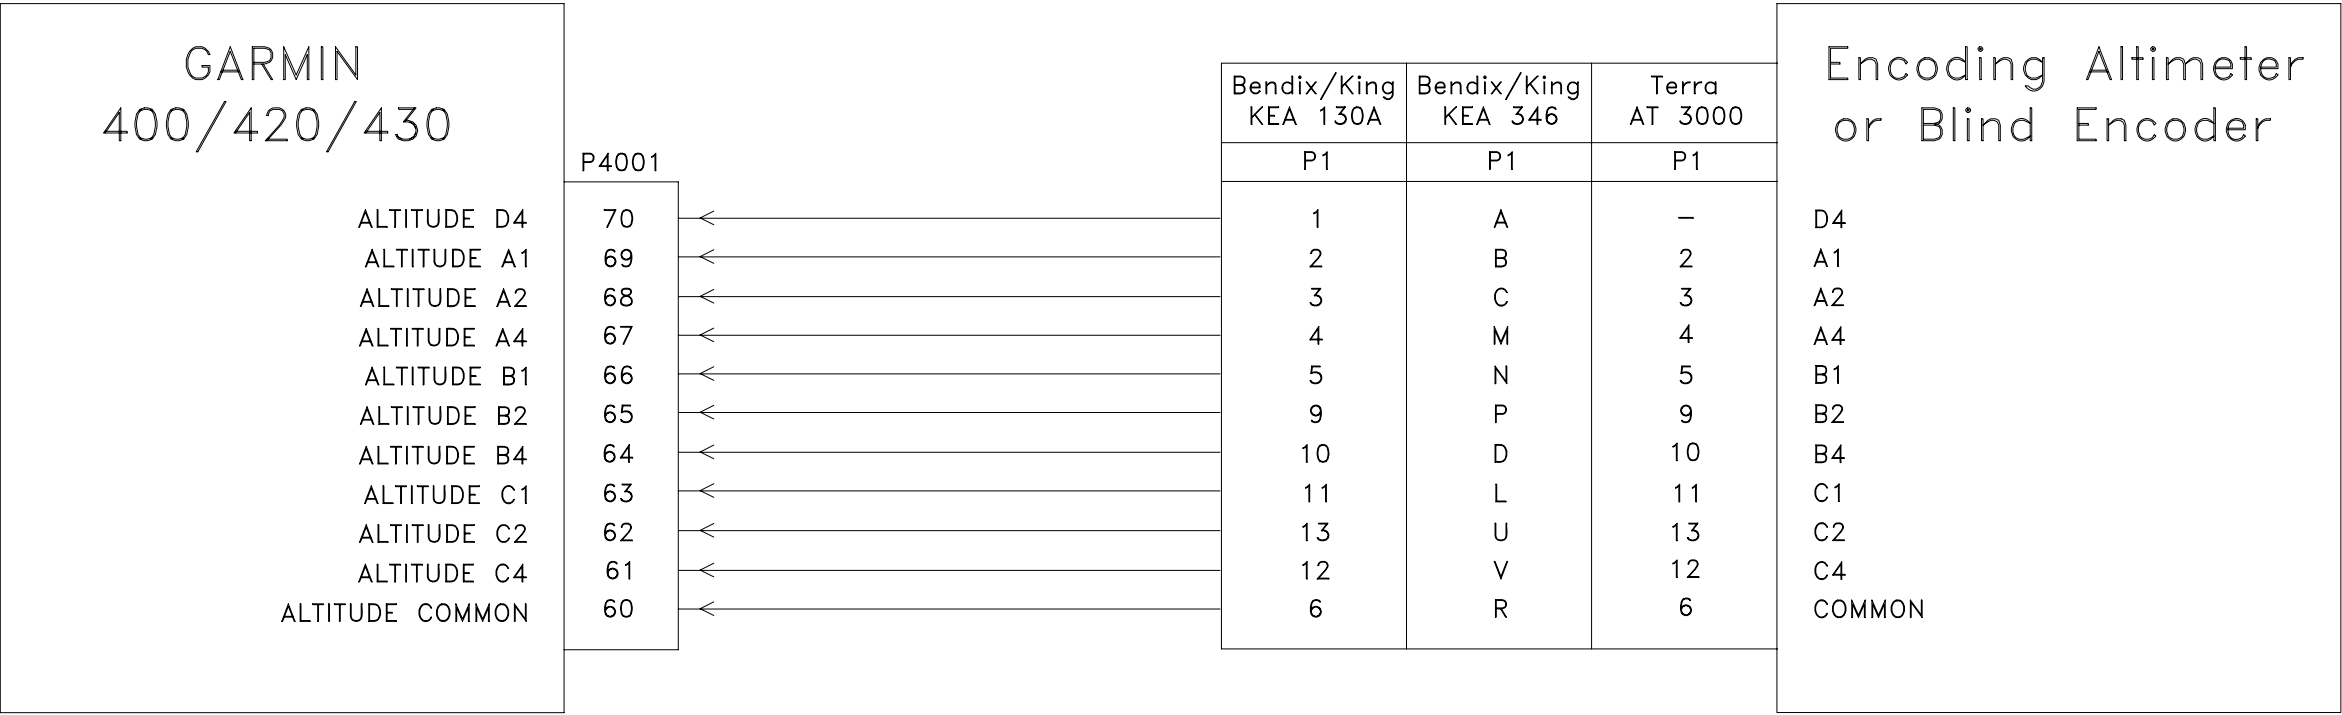 GARMIN
400/420/430
P4001
ALTITUDE D4 70
ALTITUDE A1 69
ALTITUDE A2 68
ALTITUDE A4 67
ALTITUDE B1 66
ALTITUDE B2 65
ALTITUDE B4 64
ALTITUDE C1 63
ALTITUDE C2 62
ALTITUDE C4 61
ALTITUDE COMMON 60
Bendix/King Bendix/King Terra
KEA 130A KEA 346 AT 3000
P1 P1 P1
Encoding Altimeter
or Blind Encoder
1 A – D4
2 B 2 A1
3 C 3 A2
4 M 4 A4
5 N 5 B1
9 P 9 B2
10 D 10 B4
11 L 11 C1
13 U 13 C2
12 V 12 C4
6 R 6 COMMON